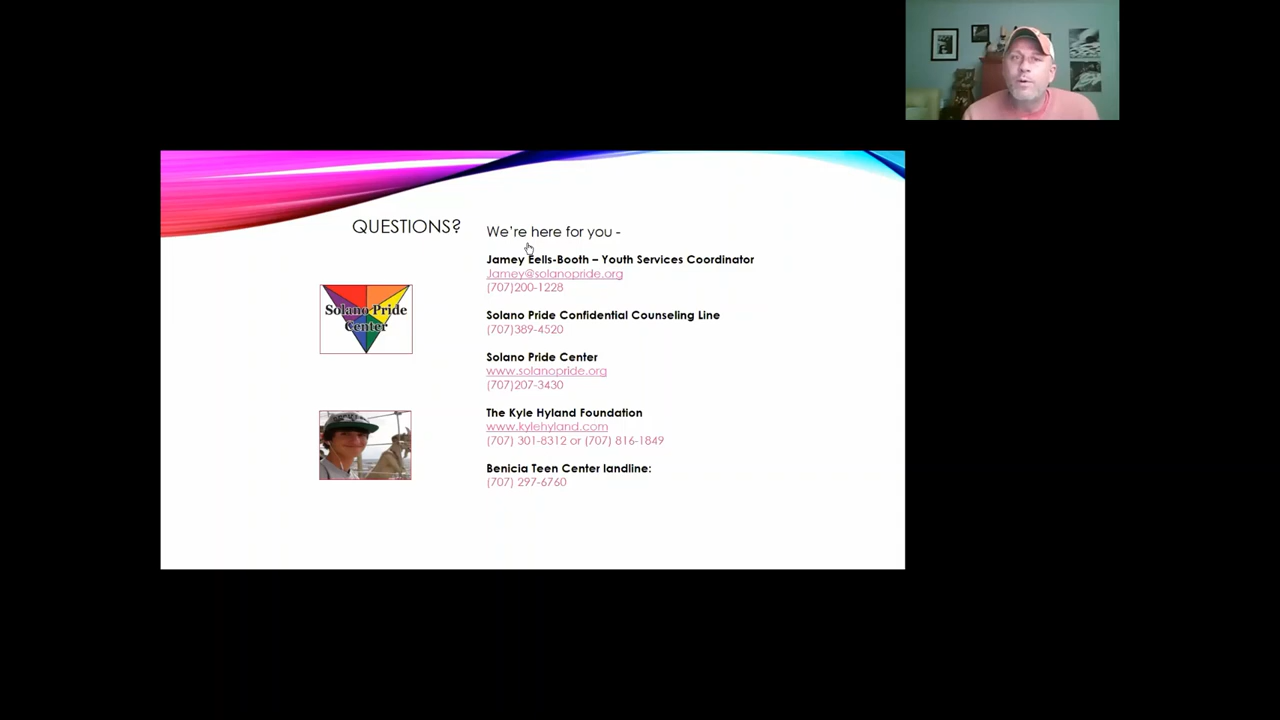 QUESTIONS?
We're here for you -
Jamey Eells-Booth – Youth Services Coordinator
Jamey@solanopride.org
(707)200-1228
Solano Pride Center
Solano Pride Confidential Counseling Line
(707)389-4520
Solano Pride Center
www.solanopride.org
(707)207-3430
The Kyle Hyland Foundation
www.kylehyland.com
(707) 301-8312 or (707) 816-1849
Benicia Teen Center landline:
(707) 297-6760